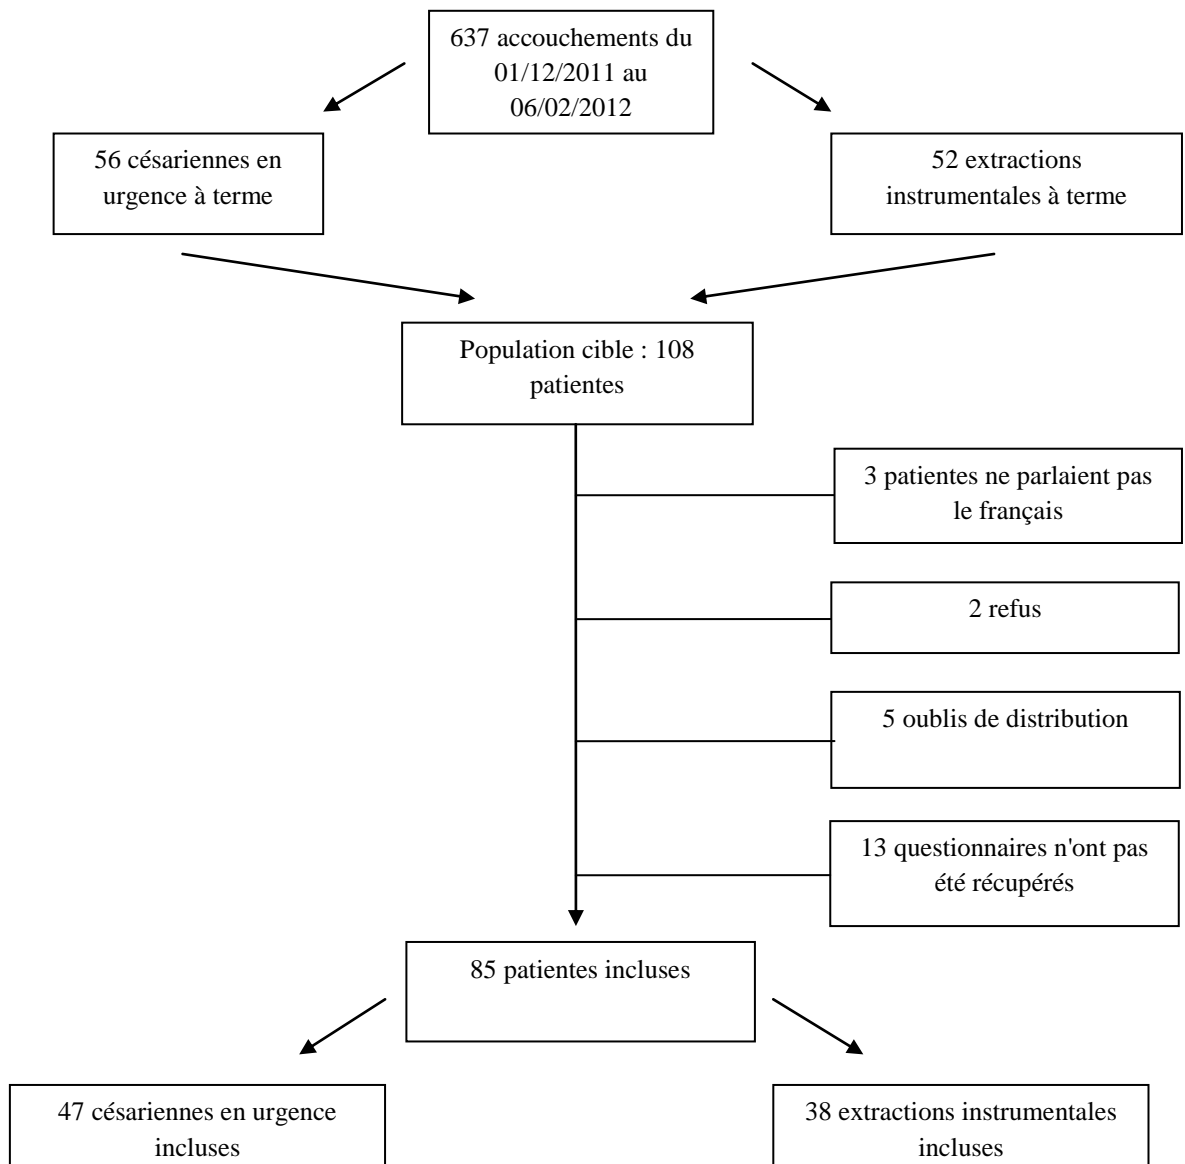 637 accouchements du
01/12/2011 au
06/02/2012
56 césariennes en
urgence à terme
52 extractions
instrumentales à terme
Population cible : 108
patientes
3 patientes ne parlaient pas
le français
2 refus
5 oublis de distribution
13 questionnaires n'ont pas
été récupérés
85 patientes incluses
47 césariennes en urgence
incluses
38 extractions instrumentales
incluses